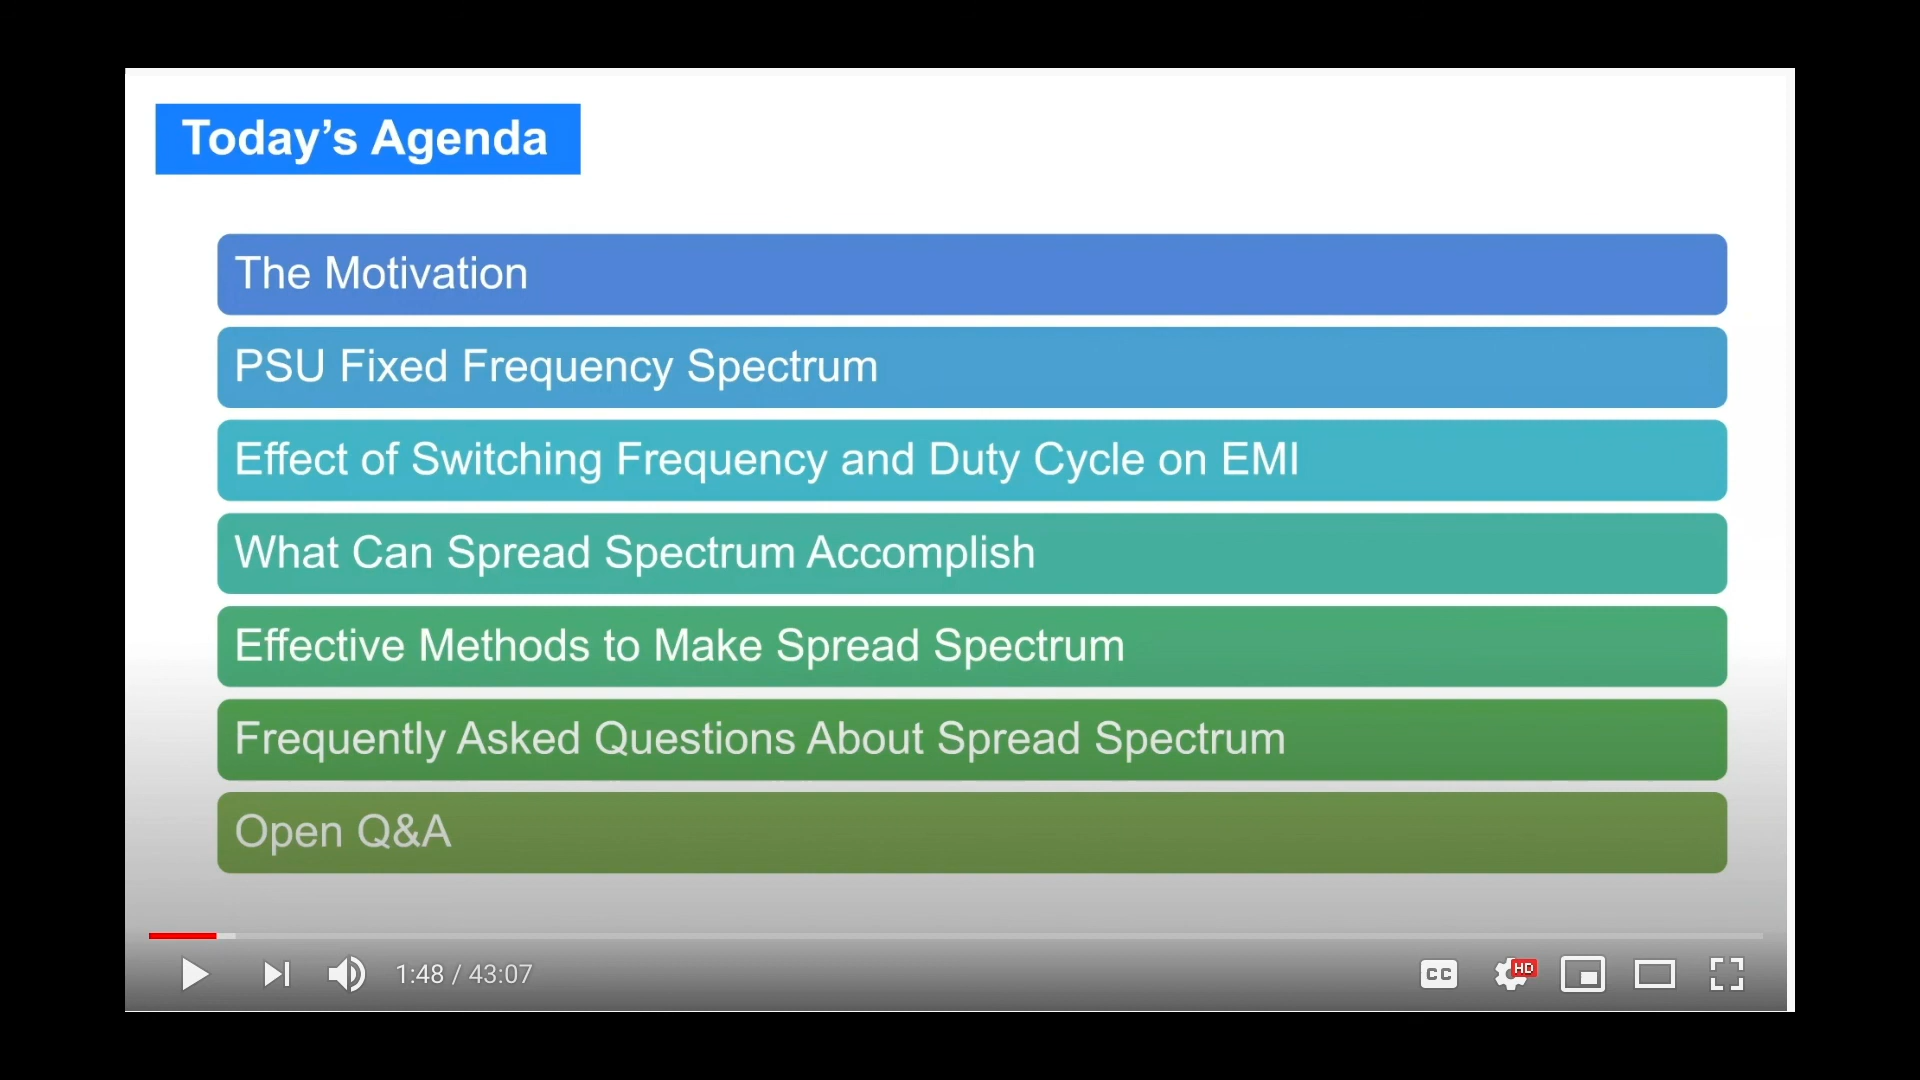 Today’s Agenda
The Motivation
PSU Fixed Frequency Spectrum
Effect of Switching Frequency and Duty Cycle on EMI
What Can Spread Spectrum Accomplish
Effective Methods to Make Spread Spectrum
Frequently Asked Questions About Spread Spectrum
Open Q&A
1:48 / 43:07
CC
HD